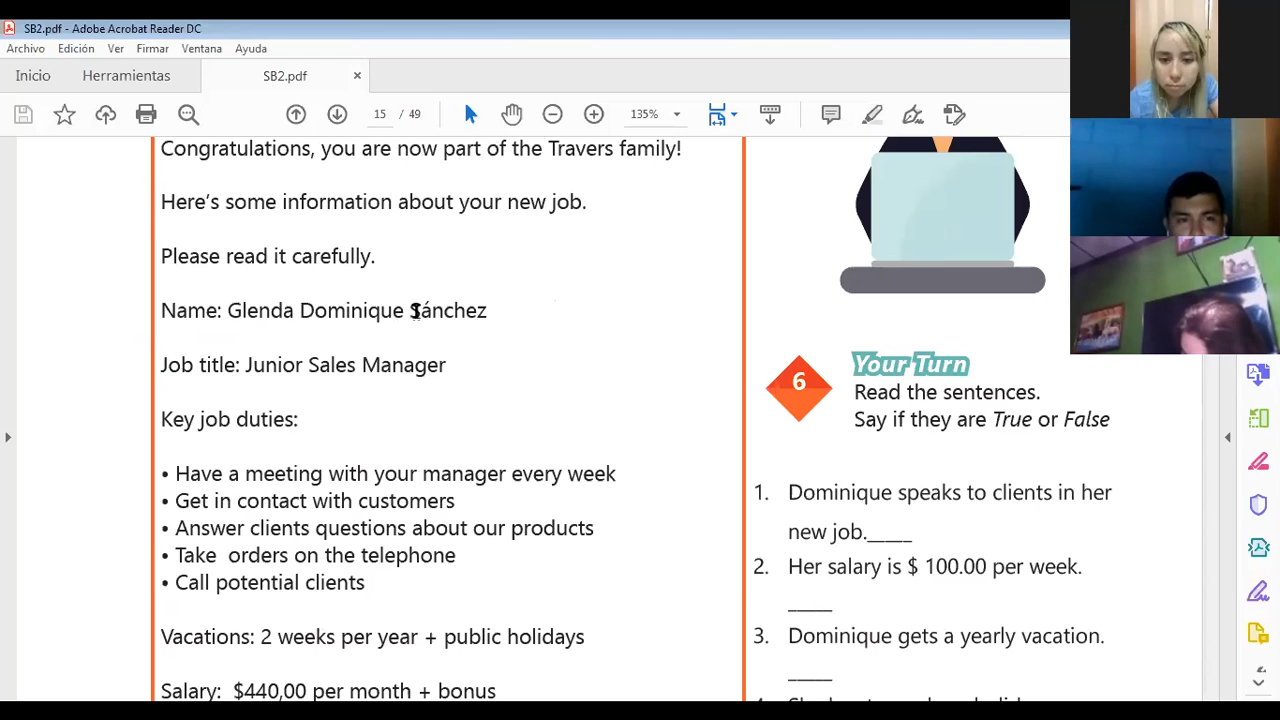 SB2.pdf - Adobe Acrobat Reader DC
Archivo Edición Ver Firmar Ventana Ayuda
Inicio Herramientas SB2.pdf ×
15 / 49 135%
Congratulations, you are now part of the Travers family!
Here's some information about your new job.
Please read it carefully.
Name: Glenda Dominique Sánchez
Job title: Junior Sales Manager
Key job duties:
• Have a meeting with your manager every week
• Get in contact with customers
• Answer clients questions about our products
• Take orders on the telephone
• Call potential clients
Vacations: 2 weeks per year + public holidays
Salary: $440,00 per month + bonus
6 Your Turn
Read the sentences.
Say if they are True or False
1. Dominique speaks to clients in her
new job._____
2. Her salary is $ 100.00 per week.
_____
3. Dominique gets a yearly vacation.
_____